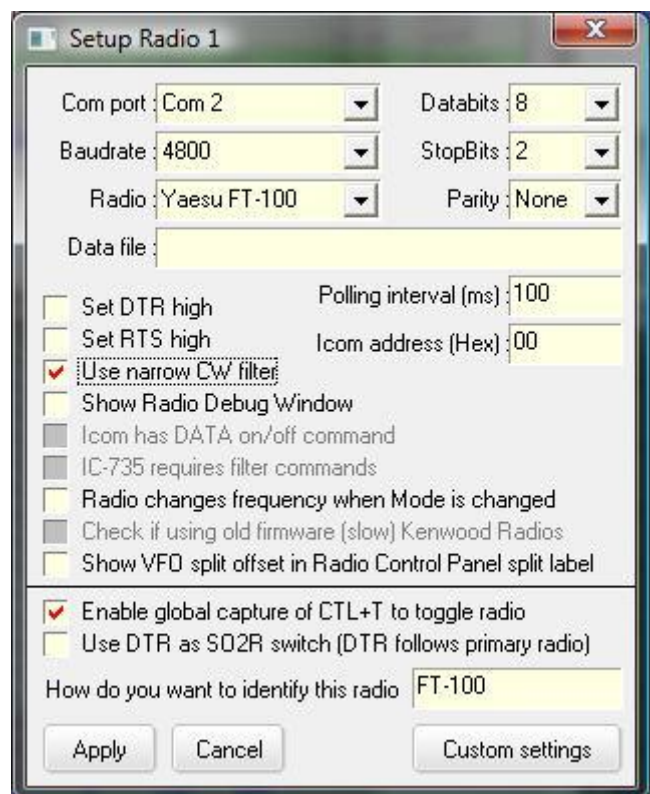 Setup Radio 1
Com port : Com 2 Databits : 8
Baudrate : 4800 StopBits : 2
Radio : Yaesu FT-100 Parity : None
Data file :
Set DTR high Polling interval (ms) : 100
Set RTS high Icom address (Hex) : 00
Use narrow CW filter
Show Radio Debug Window
Icom has DATA on/off command
IC-735 requires filter commands
Radio changes frequency when Mode is changed
Check if using old firmware (slow) Kenwood Radios
Show VFO split offset in Radio Control Panel split label
Enable global capture of CTL+T to toggle radio
Use DTR as SO2R switch (DTR follows primary radio)
How do you want to identify this radio FT-100
Apply Cancel Custom settings